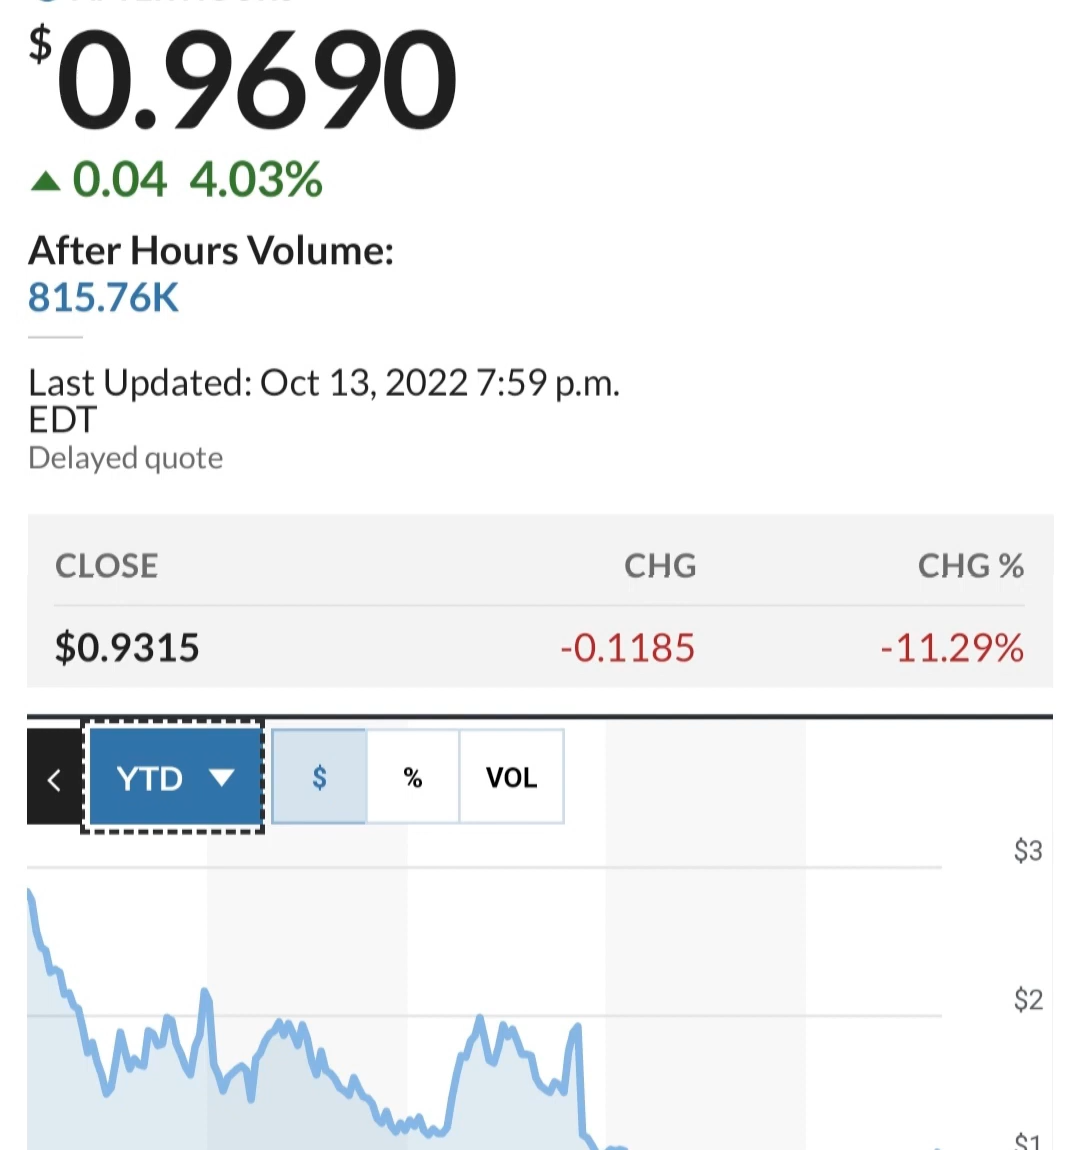 $0.9690
▲ 0.04 4.03%
After Hours Volume:
815.76K
Last Updated: Oct 13, 2022 7:59 p.m.
EDT
Delayed quote
CLOSE CHG CHG %
$0.9315 -0.1185 -11.29%
< YTD ▼ $ % VOL
$3
$2
$1